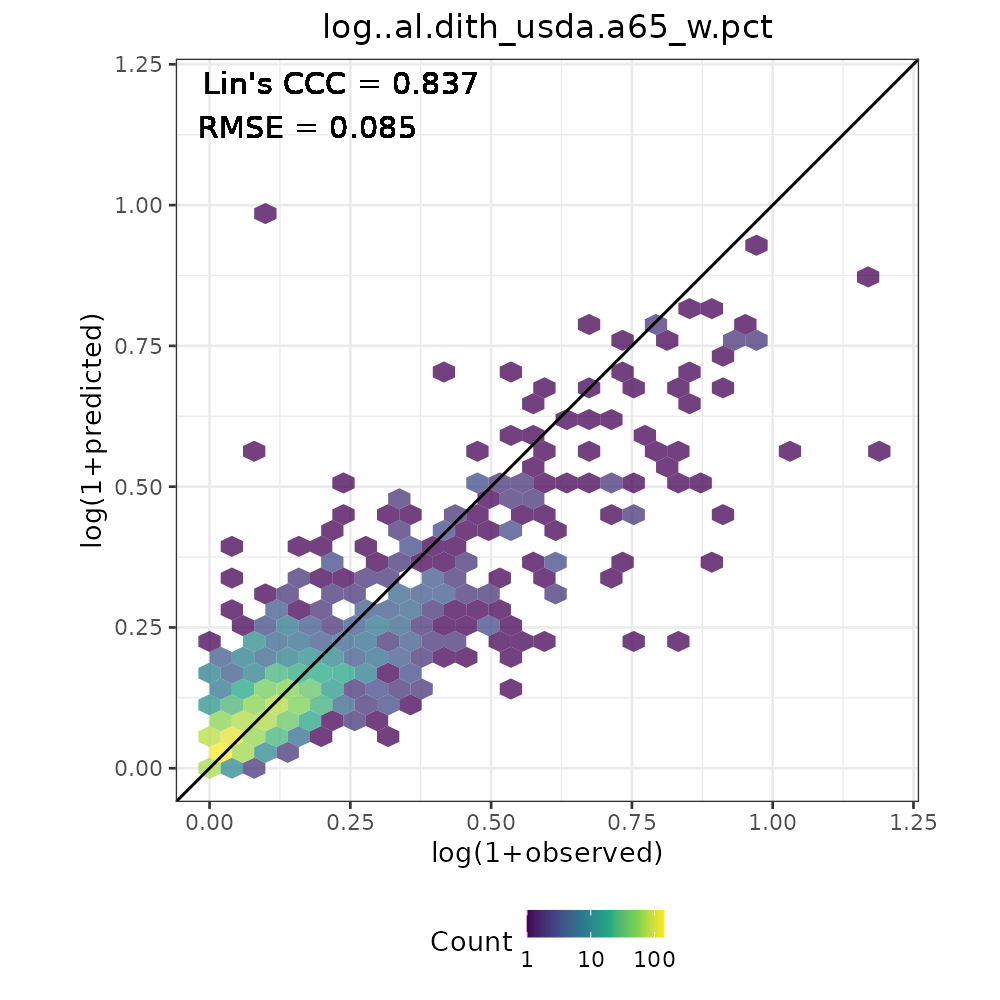 log..al.dith_usda.a65_w.pct
Lin's CCC = 0.837
RMSE = 0.085
1.25
1.00
0.75
0.50
0.25
0.00
log(1+predicted)
0.00 0.25 0.50 0.75 1.00 1.25
log(1+observed)
Count
1 10 100